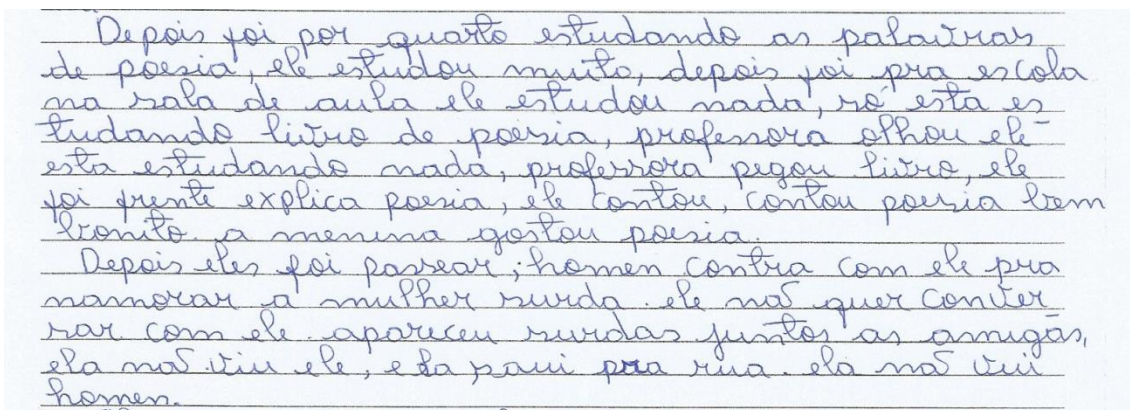 Depois foi por quarto estudando as palavras
de poesia, ele estudou muito, depois foi pra escola
na sala de aula ele estudou nada, só esta es
tudando livro de poesia, professora olhou ele
esta estudando nada, professora pegou livro, ele
foi frente explica poesia, ele contou, contou poesia bem
bonito. a menina gostou poesia.
Depois eles foi passear, homen contra com ele pra
namorar a mulher surda. ele não quer conver
sar com ele. apareceu surdas juntos as amigas,
ela não viu ele, ela saui pra rua. ela não viu
homen.